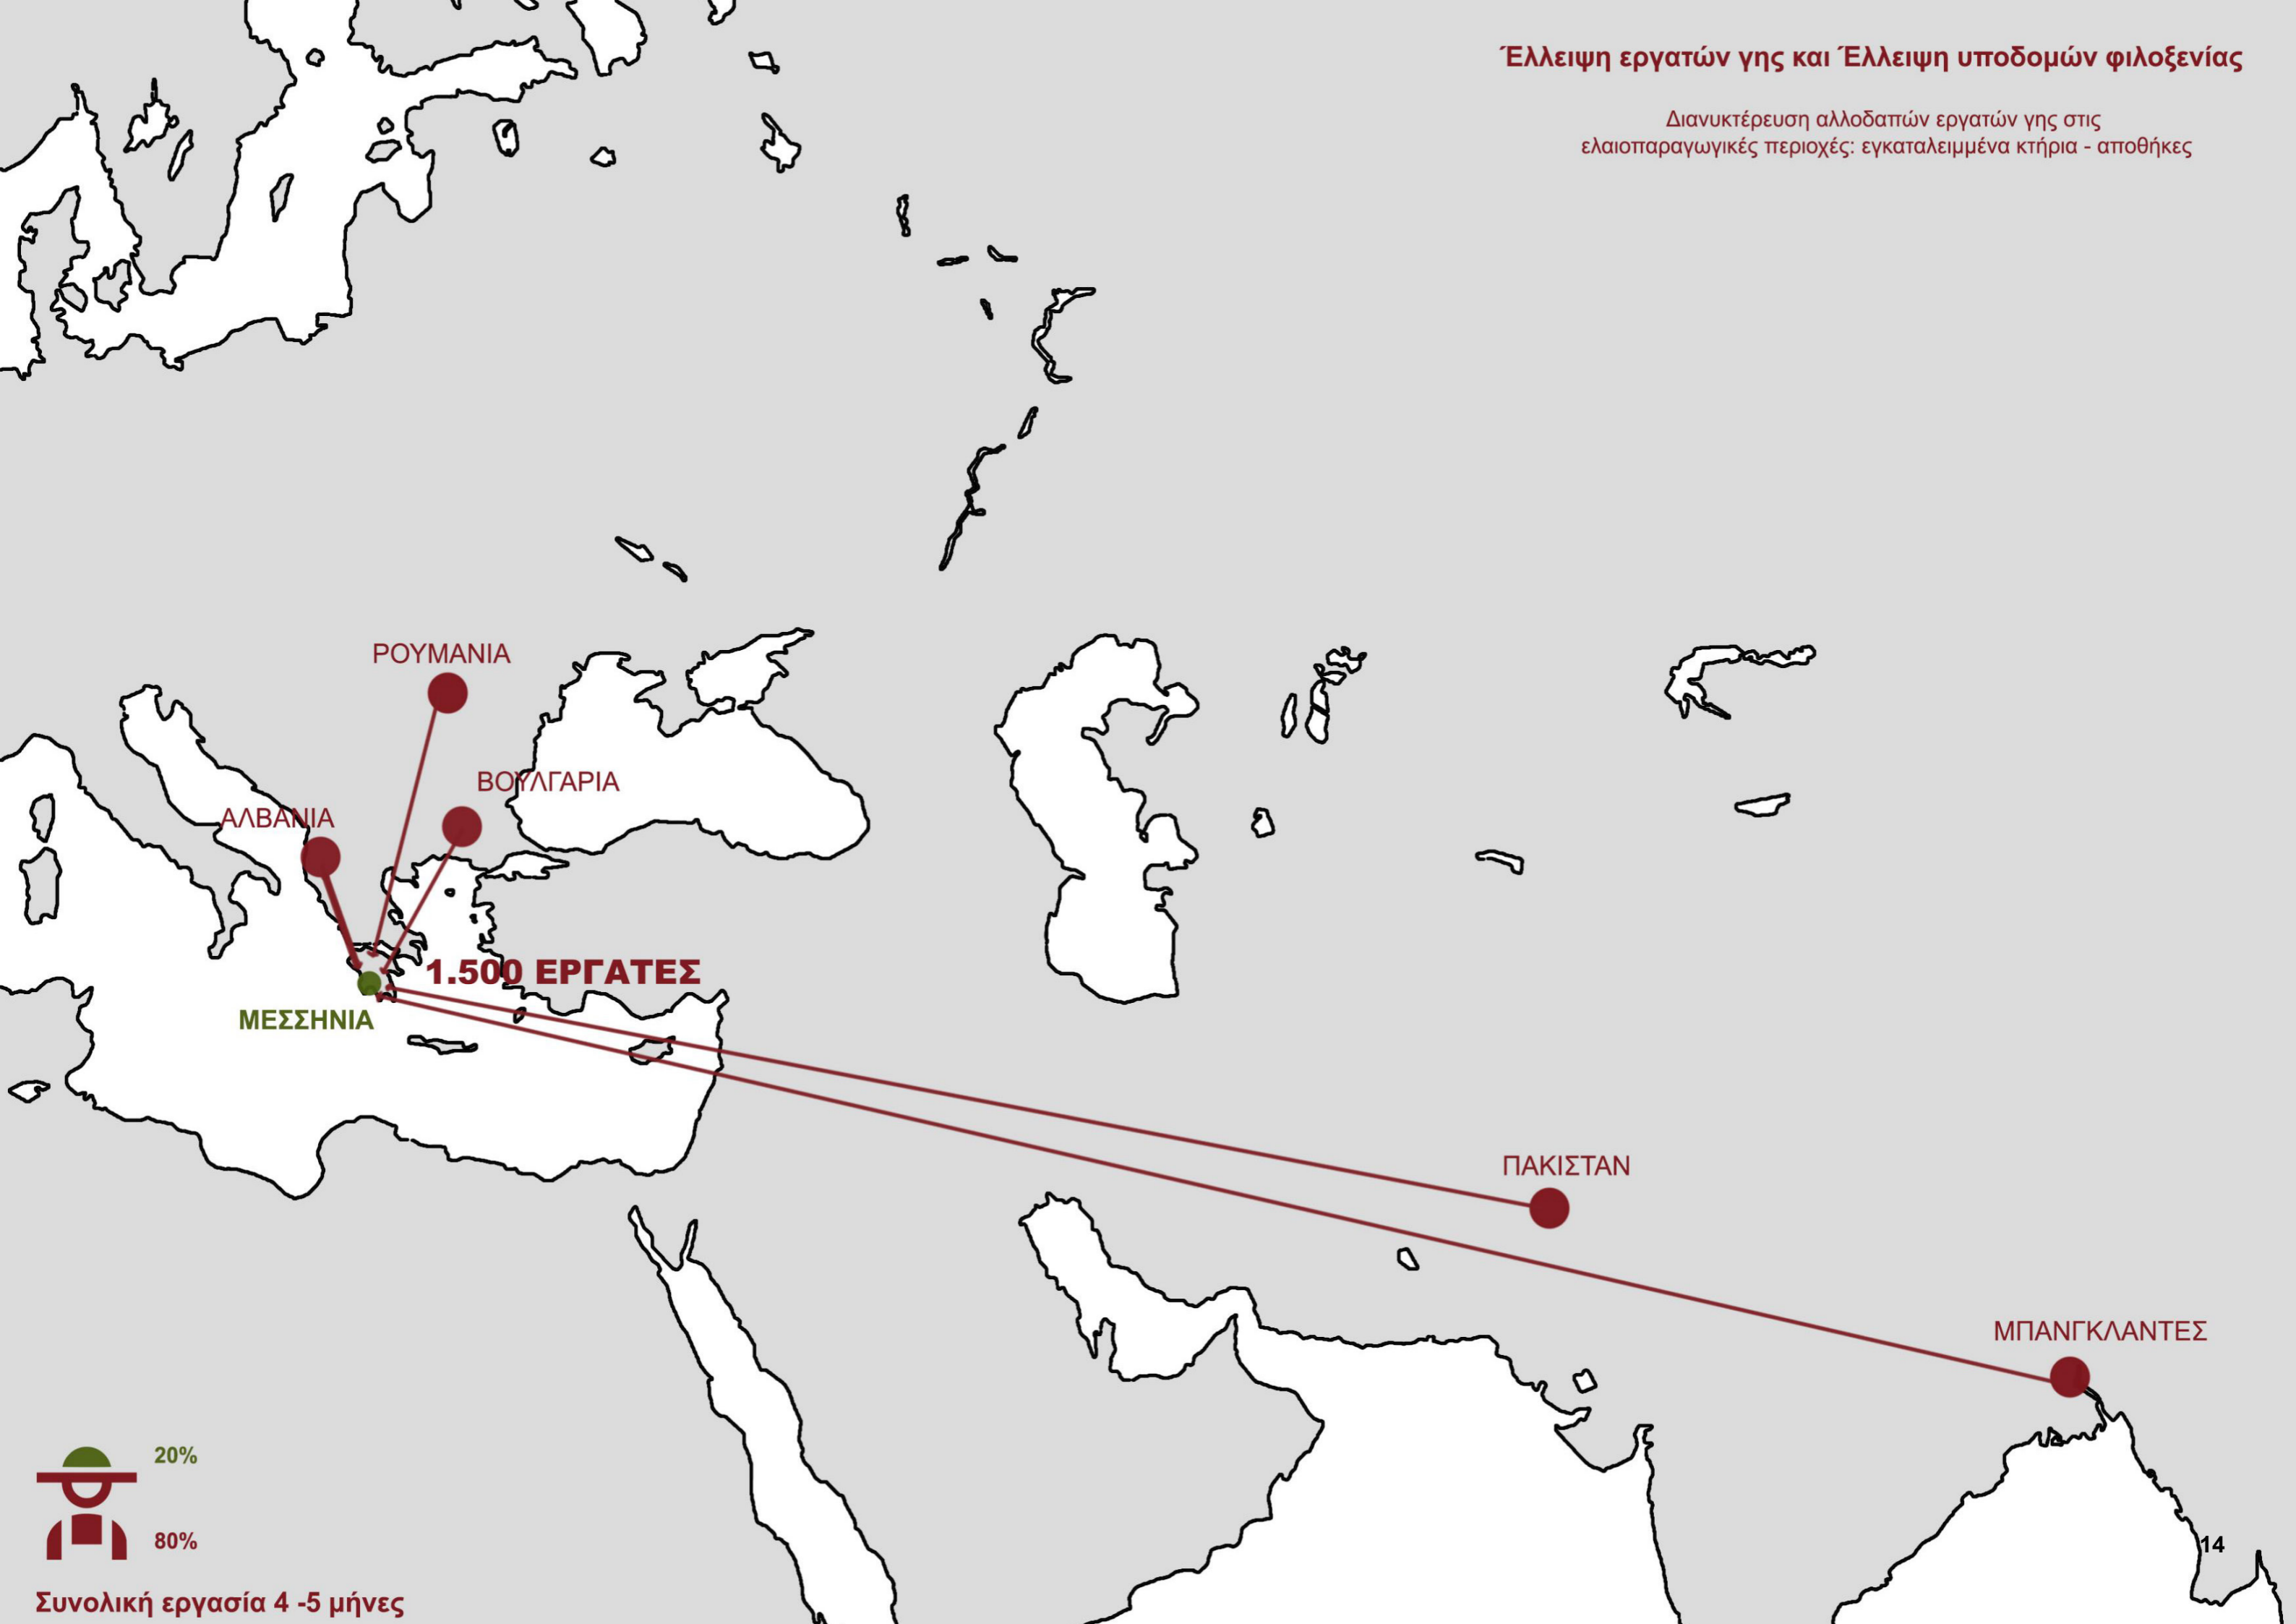 Έλλειψη εργατών γης και Έλλειψη υποδομών φιλοξενίας
Διανυκτέρευση αλλοδαπών εργατών γης στις
ελαιοπαραγωγικές περιοχές: εγκαταλειμμένα κτήρια - αποθήκες
ΡΟΥΜΑΝΙΑ
ΒΟΥΛΓΑΡΙΑ
ΑΛΒΑΝΙΑ
1.500 ΕΡΓΑΤΕΣ
ΜΕΣΣΗΝΙΑ
ΠΑΚΙΣΤΑΝ
ΜΠΑΝΓΚΛΑΝΤΕΣ
20%
80%
Συνολική εργασία 4 -5 μήνες
14